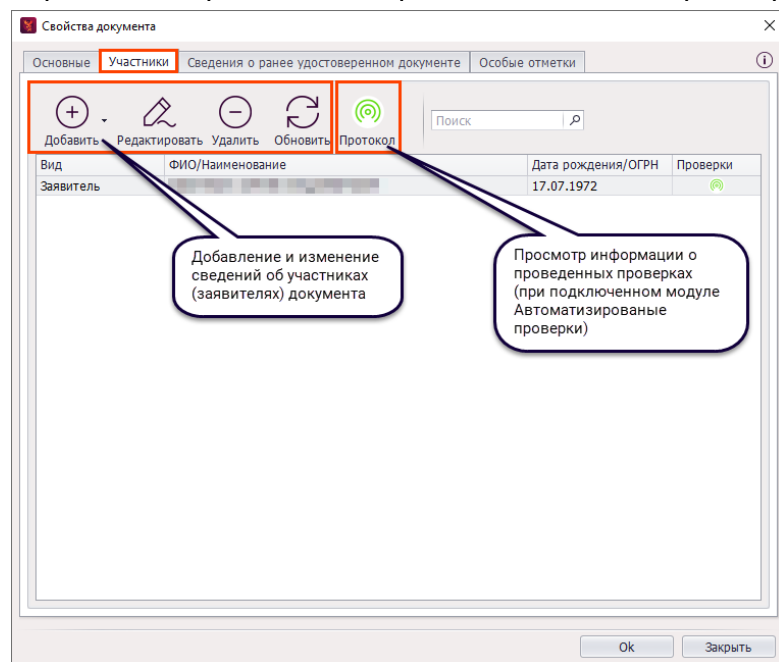 Свойства документа
Основные Участники Сведения о ранее удостоверенном документе Особые отметки
Добавить Редактировать Удалить Обновить Протокол Поиск
Вид ФИО/Наименование Дата рождения/ОГРН Проверки
Заявитель 17.07.1972
Добавление и изменение
сведений об участниках
(заявителях) документа
Просмотр информации о
проведенных проверках
(при подключенном модуле
Автоматизированые
проверки)
Ok Закрыть